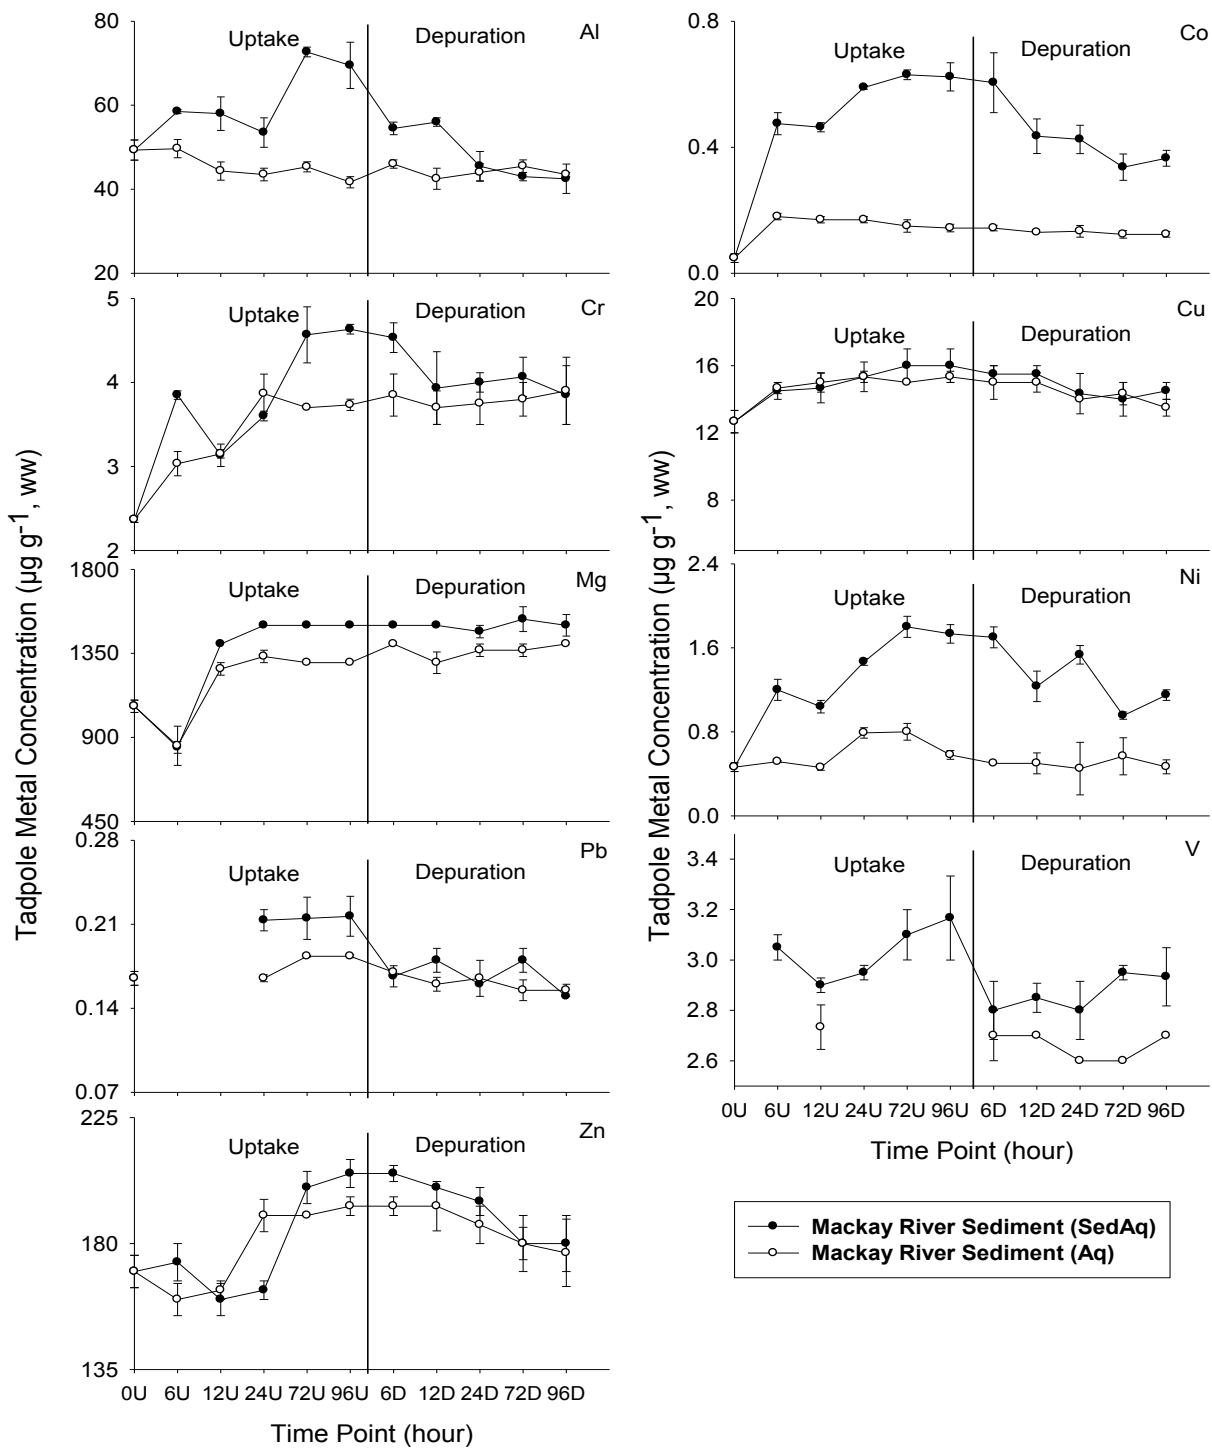 Tadpole Metal Concentration (µg g-1, ww)
80
60
40
20
Uptake
Depuration
Al
5
4
3
2
Uptake
Depuration
Cr
1800
1350
900
450
Uptake
Depuration
Mg
0.28
0.21
0.14
0.07
Uptake
Depuration
Pb
225
180
135
Uptake
Depuration
Zn
0U 6U 12U 24U 72U 96U 6D 12D 24D 72D 96D
Time Point (hour)
Tadpole Metal Concentration (µg g-1, ww)
0.8
0.4
0.0
Uptake
Depuration
Co
20
16
12
8
Uptake
Depuration
Cu
2.4
1.6
0.8
0.0
Uptake
Depuration
Ni
3.4
3.2
3.0
2.8
2.6
Uptake
Depuration
V
0U 6U 12U 24U 72U 96U 6D 12D 24D 72D 96D
Time Point (hour)
Mackay River Sediment (SedAq)
Mackay River Sediment (Aq)